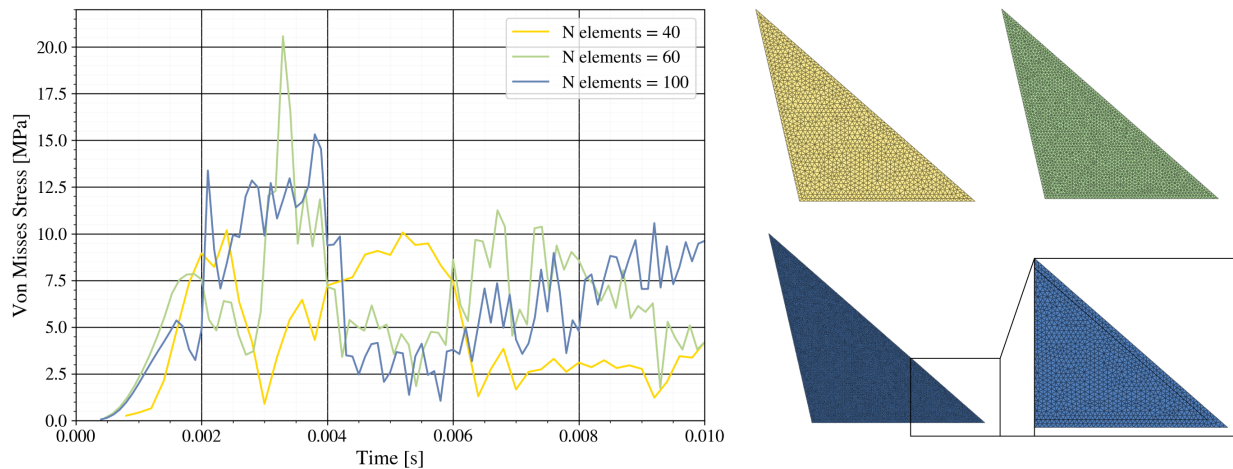 Von Misses Stress [MPa]
20.0
17.5
15.0
12.5
10.0
7.5
5.0
2.5
0.0
N elements = 40
N elements = 60
N elements = 100
0.000 0.002 0.004 0.006 0.008 0.010
Time [s]